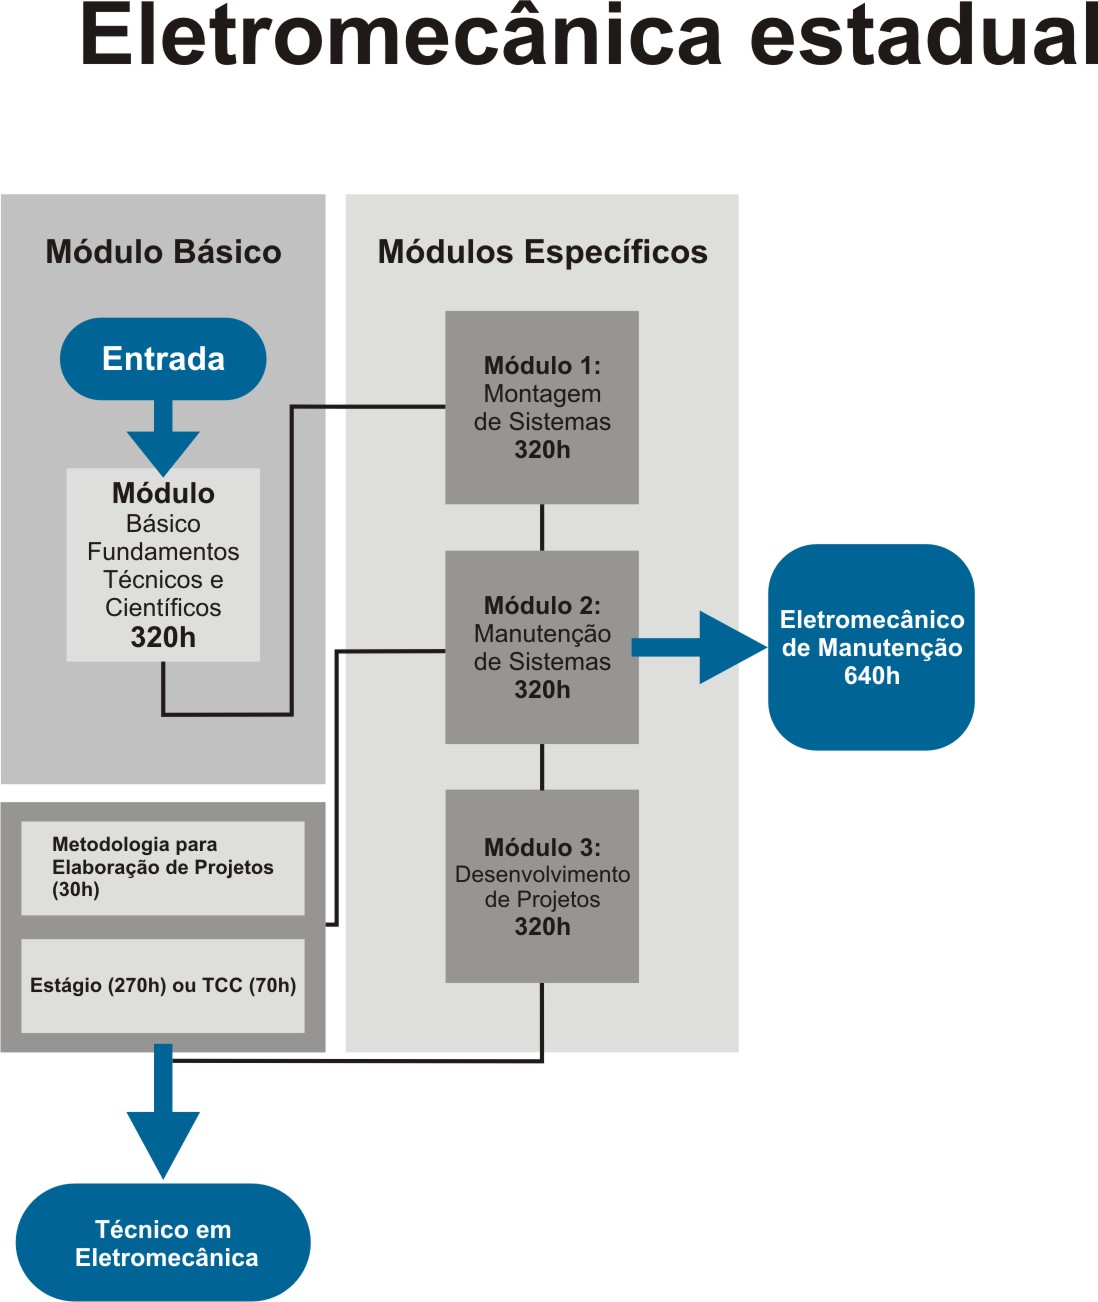 Eletromecânica estadual
Módulo Básico
Entrada
Módulo
Básico
Fundamentos
Técnicos e
Científicos
320h
Módulos Específicos
Módulo 1:
Montagem
de Sistemas
320h
Módulo 2:
Manutenção
de Sistemas
320h
Eletromecânico
de Manutenção
640h
Módulo 3:
Desenvolvimento
de Projetos
320h
Metodologia para
Elaboração de Projetos
(30h)
Estágio (270h) ou TCC (70h)
Técnico em
Eletromecânica